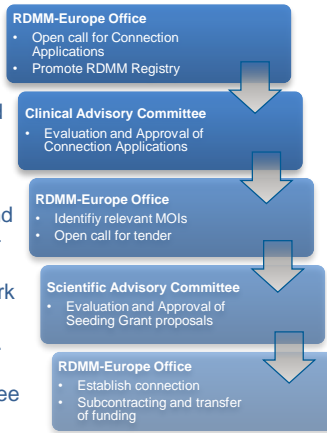 RDMM-Europe Office
• Open call for Connection
Applications
• Promote RDMM Registry
Clinical Advisory Committee
• Evaluation and Approval of
Connection Applications
RDMM-Europe Office
• Identifiy relevant MOIs
• Open call for tender
Scientific Advisory Committee
• Evaluation and Approval of
Seeding Grant proposals
RDMM-Europe Office
• Establish connection
• Subcontracting and transfer
of funding